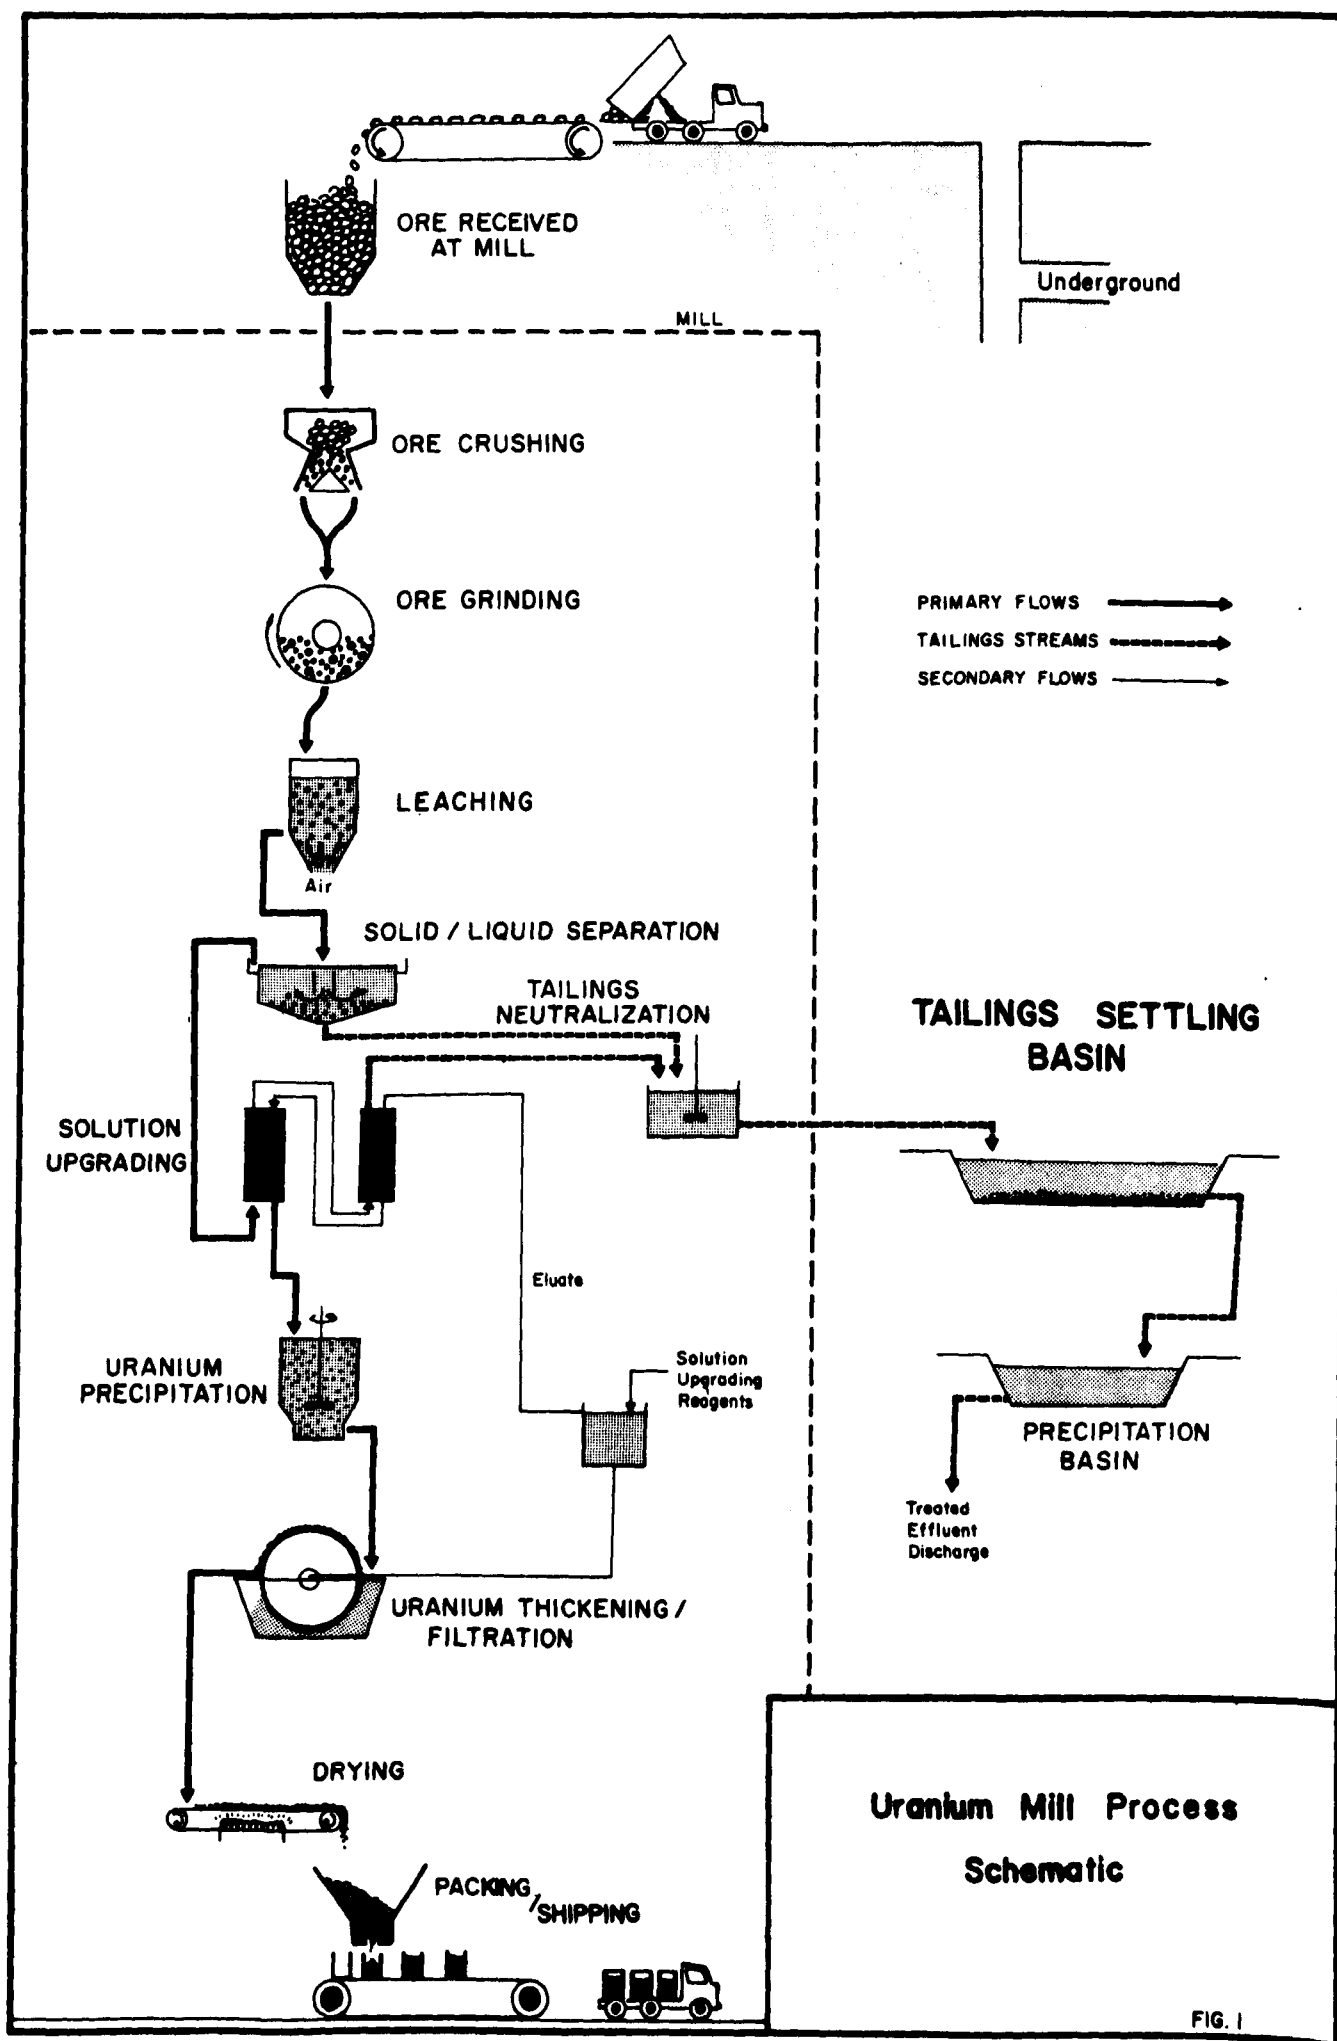 ORE RECEIVED
AT MILL
Underground
MILL
ORE CRUSHING
ORE GRINDING
PRIMARY FLOWS
TAILINGS STREAMS
SECONDARY FLOWS
LEACHING
Air
SOLID / LIQUID SEPARATION
TAILINGS
NEUTRALIZATION
TAILINGS SETTLING
BASIN
SOLUTION
UPGRADING
Eluate
URANIUM
PRECIPITATION
Solution
Upgrading
Reagents
PRECIPITATION
BASIN
Treated
Effluent
Discharge
URANIUM THICKENING /
FILTRATION
DRYING
PACKING
/SHIPPING
Uranium Mill Process
Schematic
FIG. 1